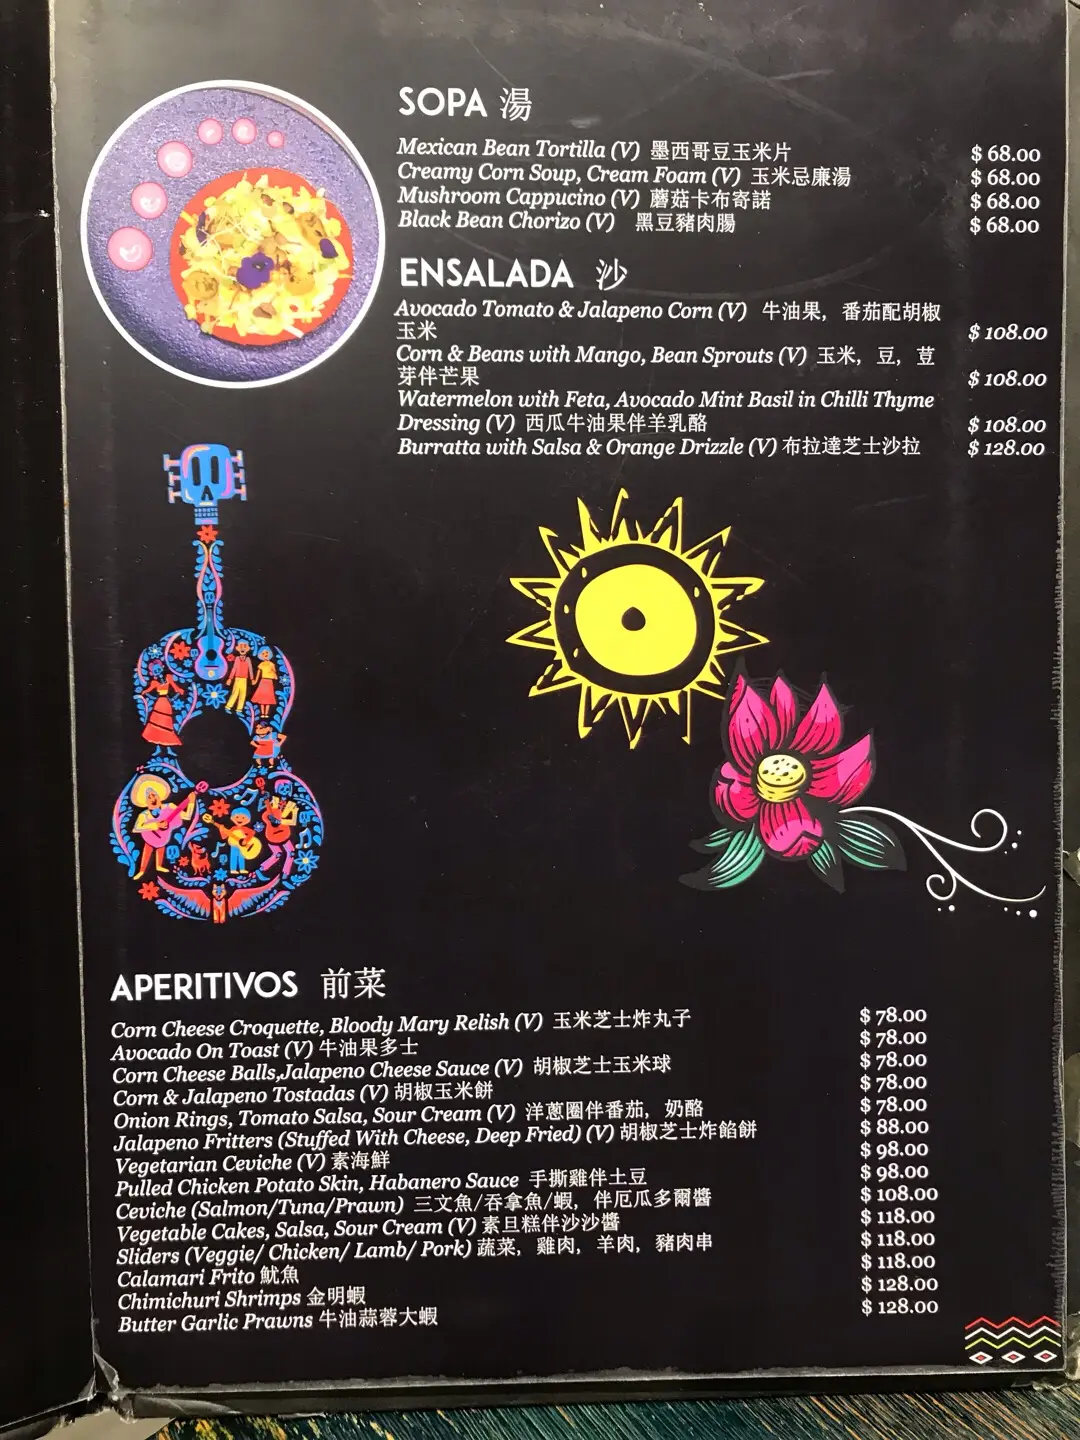 SOPA 湯
Mexican Bean Tortilla (V) 墨西哥豆玉米片 $ 68.00
Creamy Corn Soup, Cream Foam (V) 玉米忌廉湯 $ 68.00
Mushroom Cappucino (V) 蘑菇卡布奇諾 $ 68.00
Black Bean Chorizo (V) 黑豆豬肉腸 $ 68.00
ENSALADA 沙
Avocado Tomato & Jalapeno Corn (V) 牛油果，番茄配胡椒
玉米 $ 108.00
Corn & Beans with Mango, Bean Sprouts (V) 玉米，豆，荳
芽伴芒果 $ 108.00
Watermelon with Feta, Avocado Mint Basil in Chilli Thyme
Dressing (V) 西瓜牛油果伴羊乳酪 $ 108.00
Burratta with Salsa & Orange Drizzle (V) 布拉達芝士沙拉 $ 128.00
APERITIVOS 前菜
Corn Cheese Croquette, Bloody Mary Relish (V) 玉米芝士炸丸子 $ 78.00
Avocado On Toast (V) 牛油果多士 $ 78.00
Corn Cheese Balls,Jalapeno Cheese Sauce (V) 胡椒芝士玉米球 $ 78.00
Corn & Jalapeno Tostadas (V) 胡椒玉米餅 $ 78.00
Onion Rings, Tomato Salsa, Sour Cream (V) 洋蔥圈伴番茄，奶酪 $ 78.00
Jalapeno Fritters (Stuffed With Cheese, Deep Fried) (V) 胡椒芝士炸餡餅 $ 88.00
Vegetarian Ceviche (V) 素海鮮 $ 98.00
Pulled Chicken Potato Skin, Habanero Sauce 手撕雞伴土豆 $ 98.00
Ceviche (Salmon/Tuna/Prawn) 三文魚/吞拿魚/蝦，伴厄瓜多爾醬 $ 108.00
Vegetable Cakes, Salsa, Sour Cream (V) 素旦糕伴沙沙醬 $ 118.00
Sliders (Veggie/ Chicken/ Lamb/ Pork) 蔬菜，雞肉，羊肉，豬肉串 $ 118.00
Calamari Frito 魷魚 $ 118.00
Chimichuri Shrimps 金明蝦 $ 128.00
Butter Garlic Prawns 牛油蒜蓉大蝦 $ 128.00